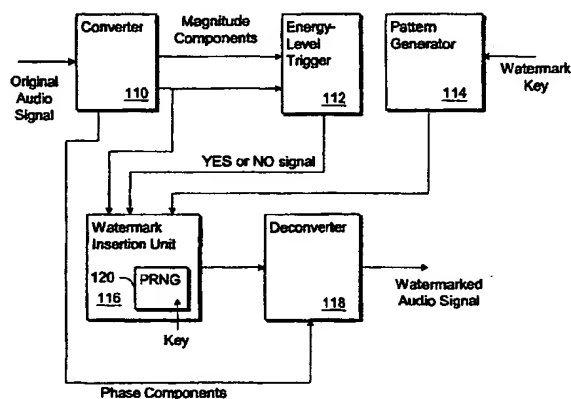 Converter
110
Magnitude
Components
Energy-
Level
Trigger
112
Pattern
Generator
114
Original
Audio
Signal
Watermark
Key
YES or NO signal
Watermark
Insertion Unit
120
PRNG
116
Key
Deconverter
118
Watermarked
Audio Signal
Phase Components